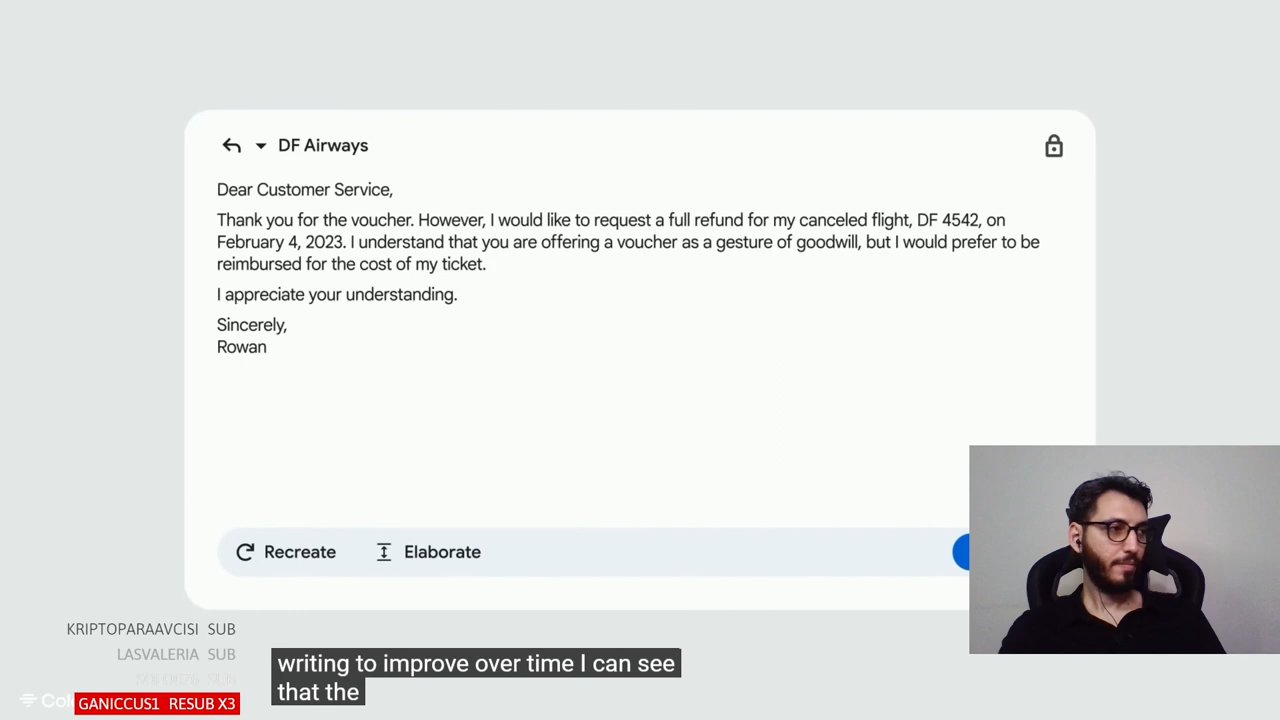 DF Airways
Dear Customer Service,
Thank you for the voucher. However, I would like to request a full refund for my canceled flight, DF 4542, on
February 4, 2023. I understand that you are offering a voucher as a gesture of goodwill, but I would prefer to be
reimbursed for the cost of my ticket.
I appreciate your understanding.
Sincerely,
Rowan
Recreate Elaborate
KRIPTOPARAAVCISI SUB
LASVALERIA SUB
GANICCUS1 RESUB X3
writing to improve over time I can see
that the